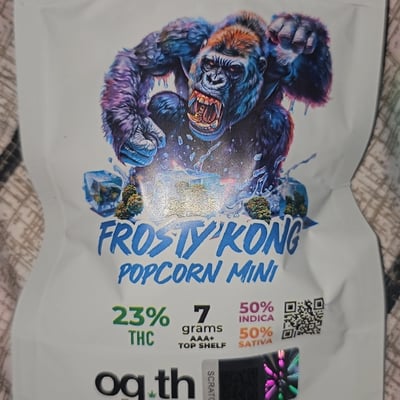 FROSTY KONG
POPCORN MINI
23%
THC
7
grams
AAA+
TOP SHELF
50%
INDICA
50%
SATIVA
og.th